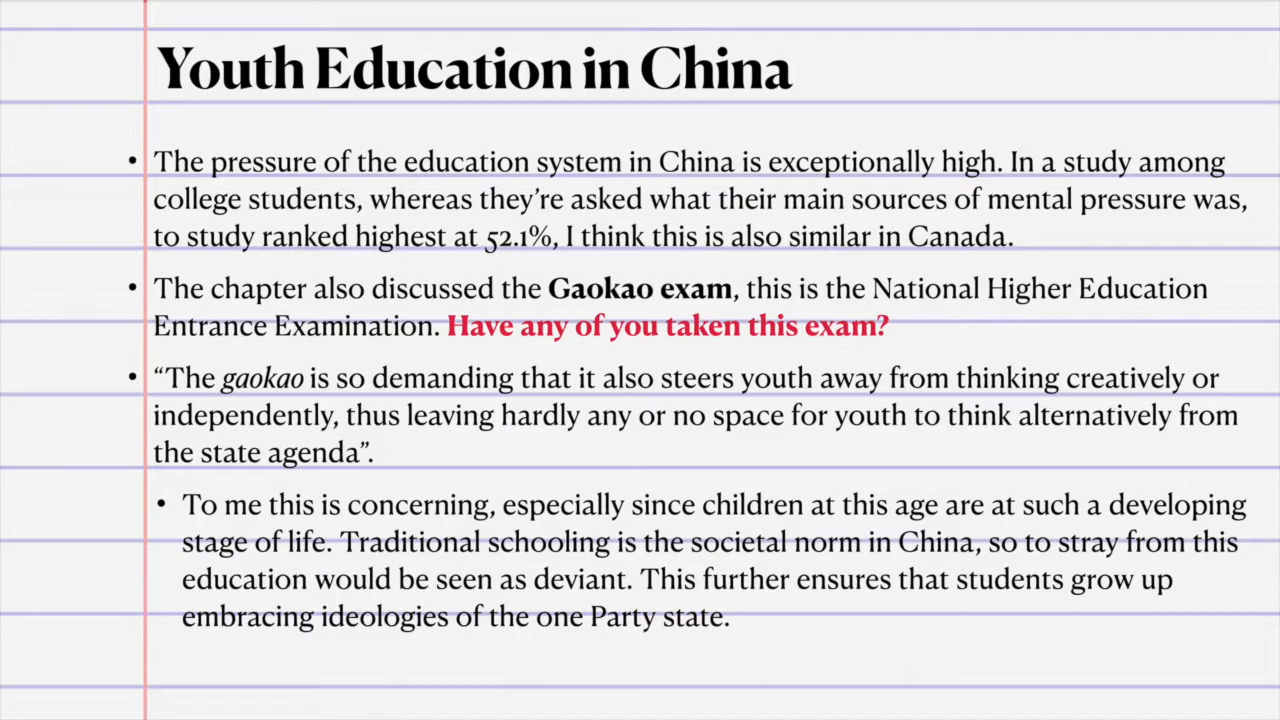 Youth Education in China
• The pressure of the education system in China is exceptionally high. In a study among
college students, whereas they’re asked what their main sources of mental pressure was,
to study ranked highest at 52.1%, I think this is also similar in Canada.
• The chapter also discussed the Gaokao exam, this is the National Higher Education
Entrance Examination. Have any of you taken this exam?
• “The gaokao is so demanding that it also steers youth away from thinking creatively or
independently, thus leaving hardly any or no space for youth to think alternatively from
the state agenda”.
• To me this is concerning, especially since children at this age are at such a developing
stage of life. Traditional schooling is the societal norm in China, so to stray from this
education would be seen as deviant. This further ensures that students grow up
embracing ideologies of the one Party state.